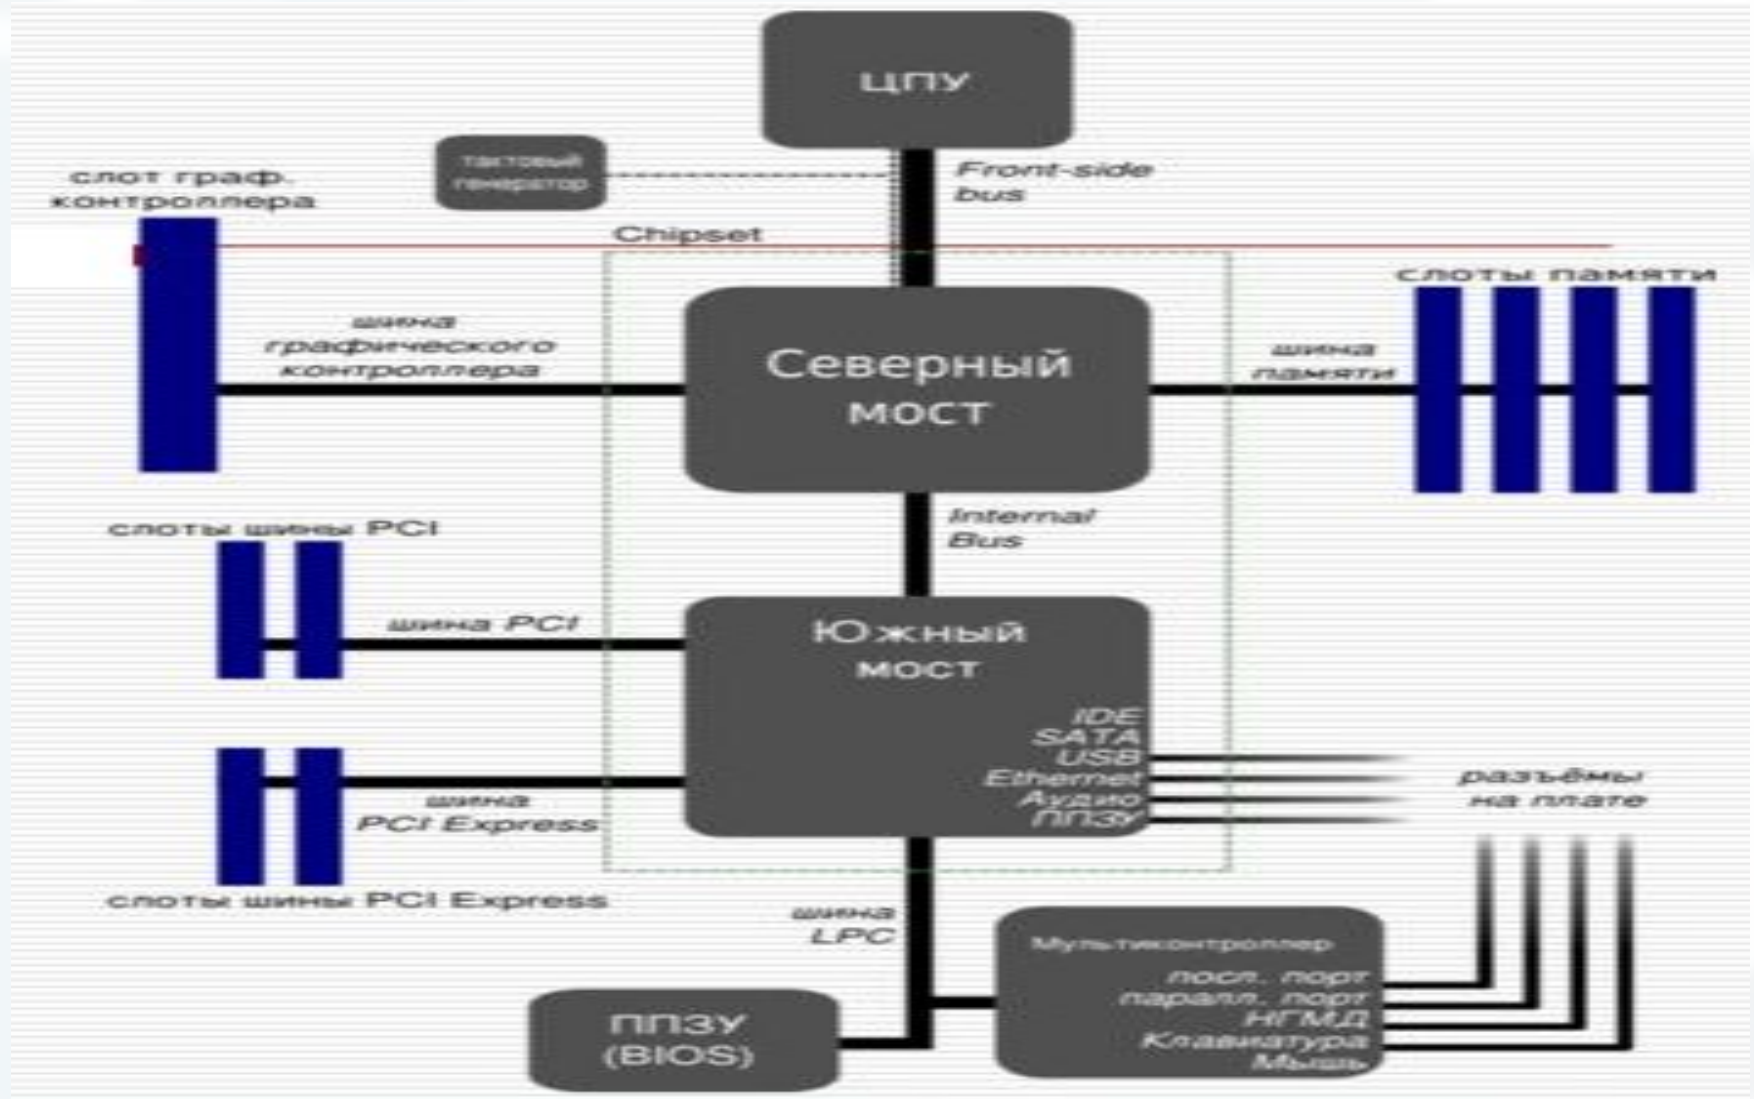 ЦПУ
тактовый
генератор
Front-side
bus
слот граф.
контроллера
Chipset
слоты памяти
шина
графического
контроллера
Северный
мост
шина
памяти
Internal
Bus
слоты шины PCI
шина PCI
Южный
мост
IDE
SATA
USB
Ethernet
Аудио
ППЗУ
разъёмы
на плате
шина
PCI Express
слоты шины PCI Express
шина
LPC
Мультиконтроллер
посл. порт
паралл. порт
НГМД
Клавиатура
Мышь
ППЗУ
(BIOS)